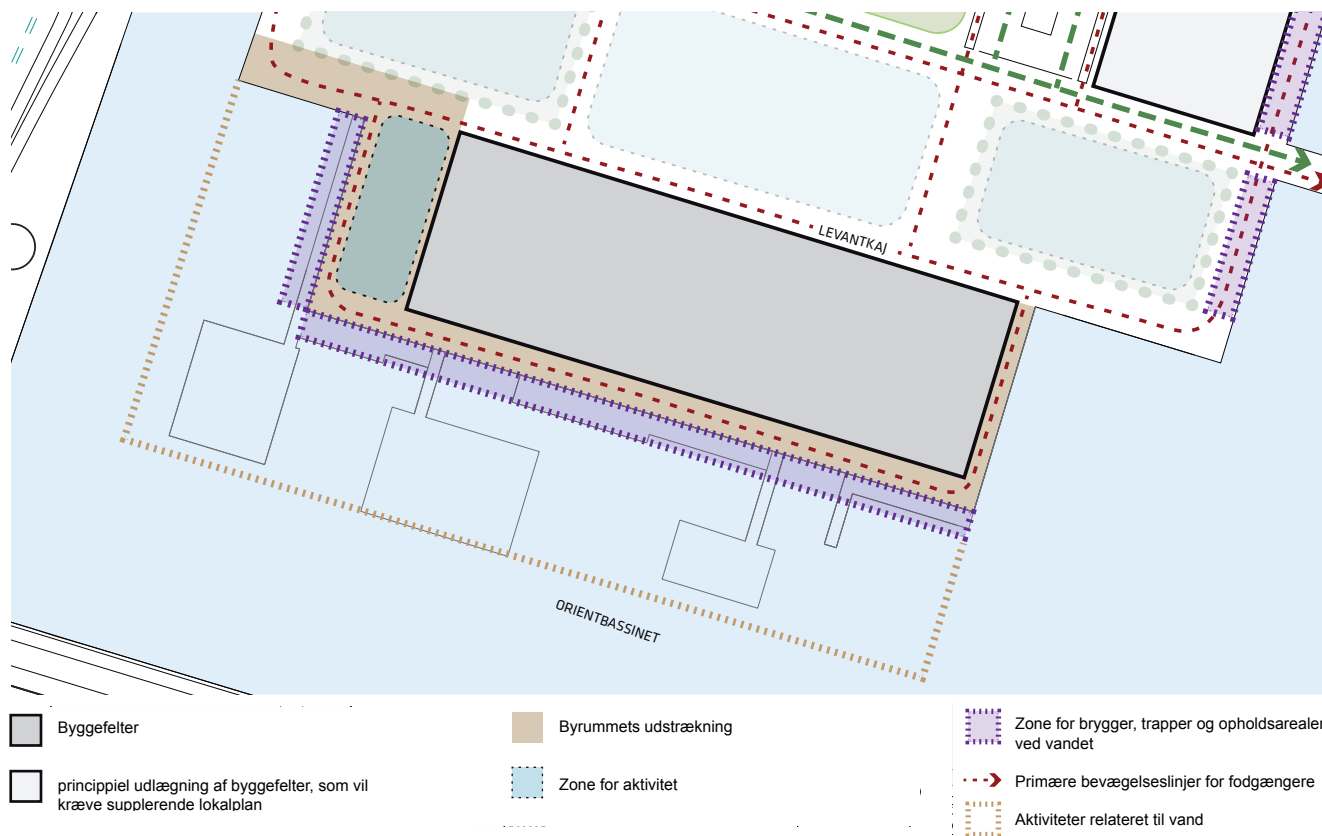 LEVANTKAJ
ORIENTBASSINET
Byggefelter
princippiel udlægning af byggefelter, som vil
kræve supplerende lokalplan
Byrummets udstrækning
Zone for aktivitet
Zone for brygger, trapper og opholdsarealer
ved vandet
Primære bevægelseslinjer for fodgængere
Aktiviteter relateret til vand